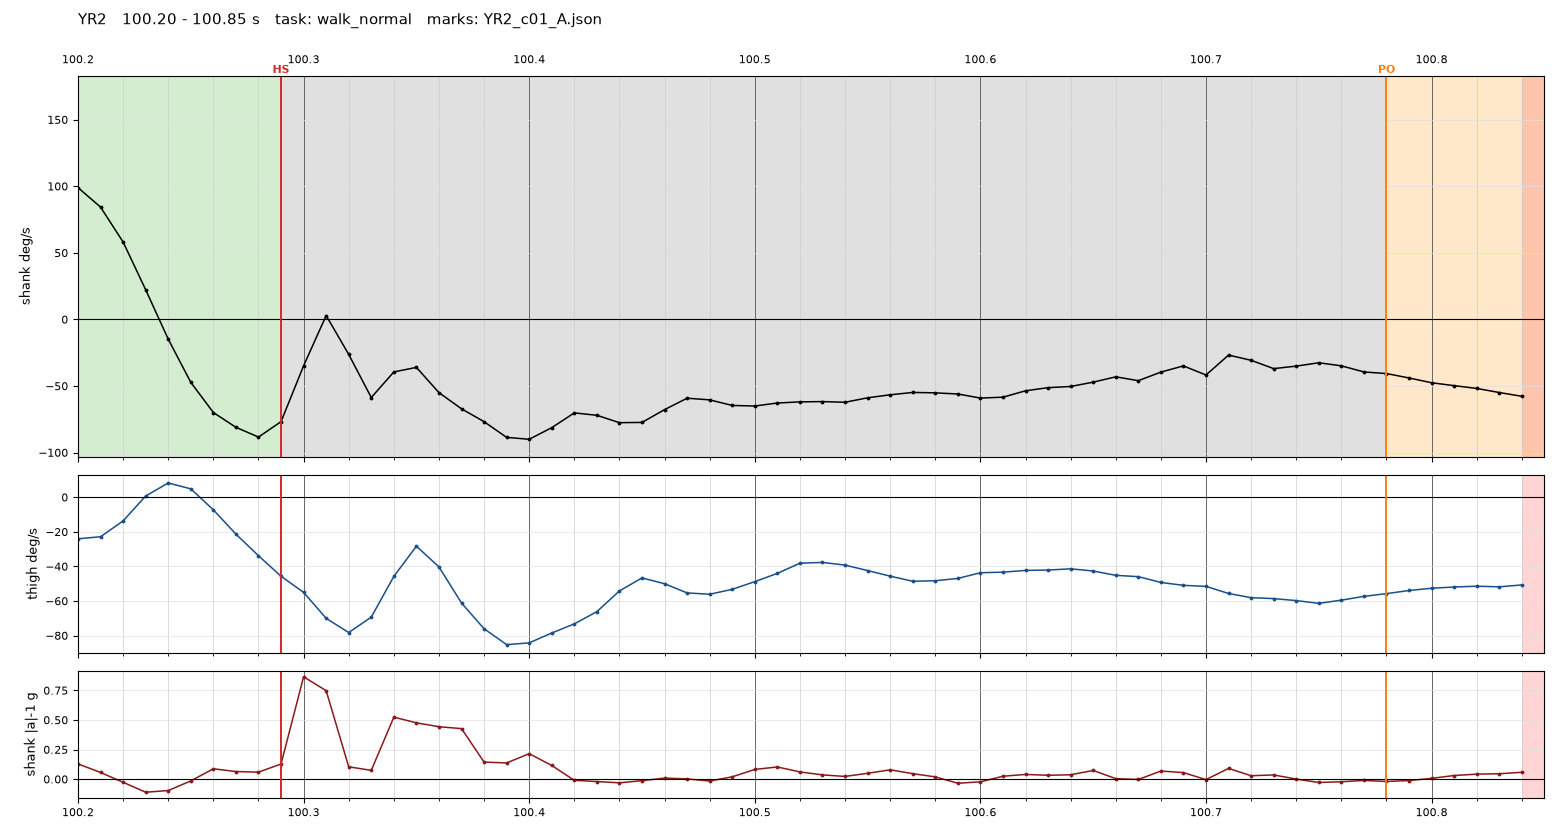 YR2   100.20 - 100.85 s   task: walk_normal   marks: YR2_c01_A.json
100.2 100.3 100.4 100.5 100.6 100.7 100.8
HS PO
shank deg/s
150
100
50
0
−50
−100
thigh deg/s
0
−20
−40
−60
−80
shank |a|-1 g
0.75
0.50
0.25
0.00
100.2 100.3 100.4 100.5 100.6 100.7 100.8